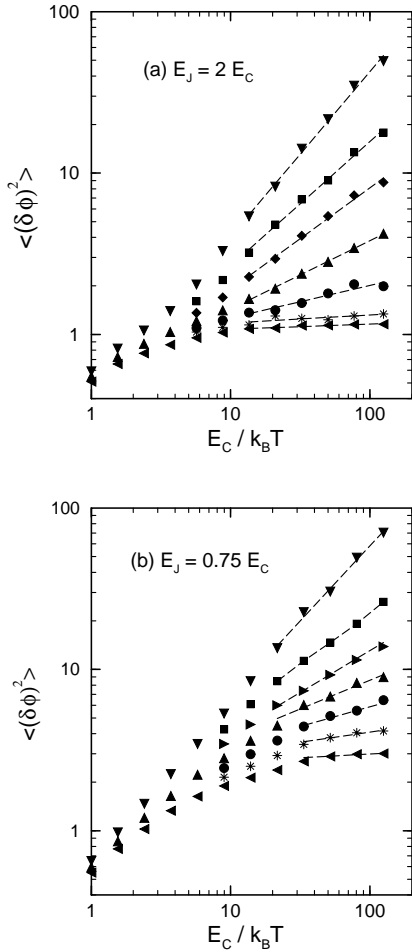 100
(a) E_J = 2 E_C
10
<(δϕ)²>
1
1 10 100
E_C / k_BT
100
(b) E_J = 0.75 E_C
10
<(δϕ)²>
1
1 10 100
E_C / k_BT